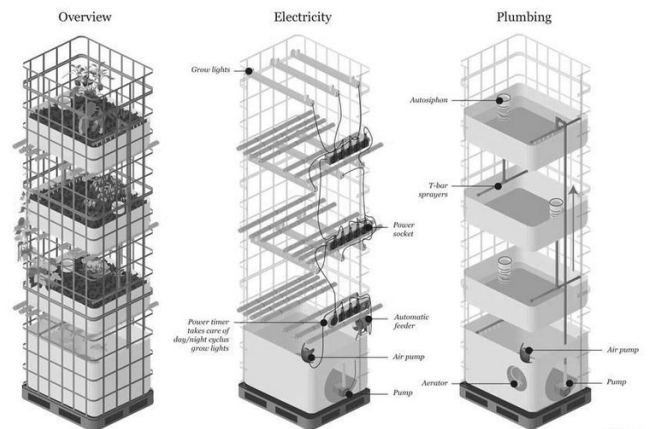 Overview
Electricity
Plumbing
Grow lights
Power
socket
Power timer
takes care of
day/night cyclus
grow lights
Automatic
feeder
Air pump
Pump
Autosiphon
T-bar
sprayers
Air pump
Aerator
Pump